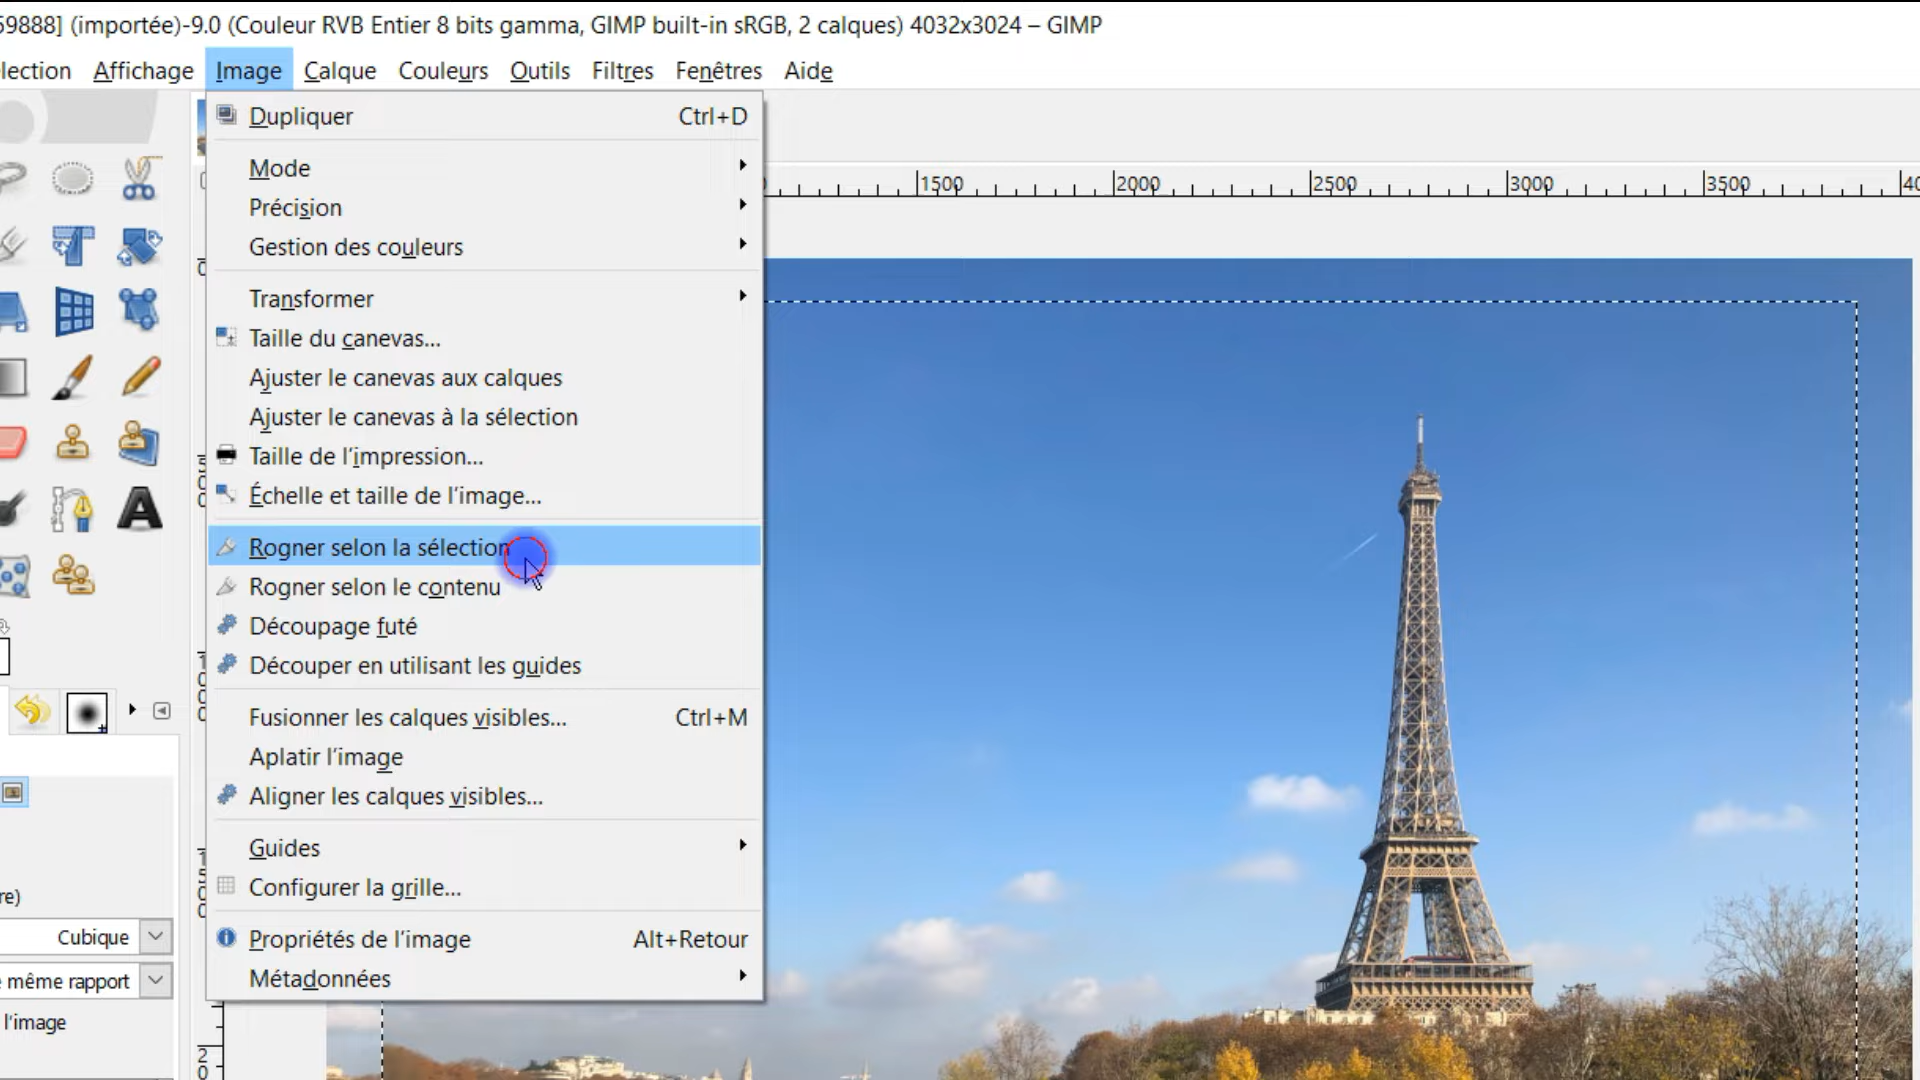 59888] (importée)-9.0 (Couleur RVB Entier 8 bits gamma, GIMP built-in sRGB, 2 calques) 4032x3024 – GIMP
lection Affichage Image Calque Couleurs Outils Filtres Fenêtres Aide
Dupliquer Ctrl+D
Mode
Précision
Gestion des couleurs
Transformer
Taille du canevas...
Ajuster le canevas aux calques
Ajuster le canevas à la sélection
Taille de l'impression...
Échelle et taille de l'image...
Rogner selon la sélection
Rogner selon le contenu
Découpage futé
Découper en utilisant les guides
Fusionner les calques visibles... Ctrl+M
Aplatir l'image
Aligner les calques visibles...
Guides
Configurer la grille...
Propriétés de l'image Alt+Retour
Métadonnées
1500 2000 2500 3000 3500
re)
Cubique
même rapport
l'image